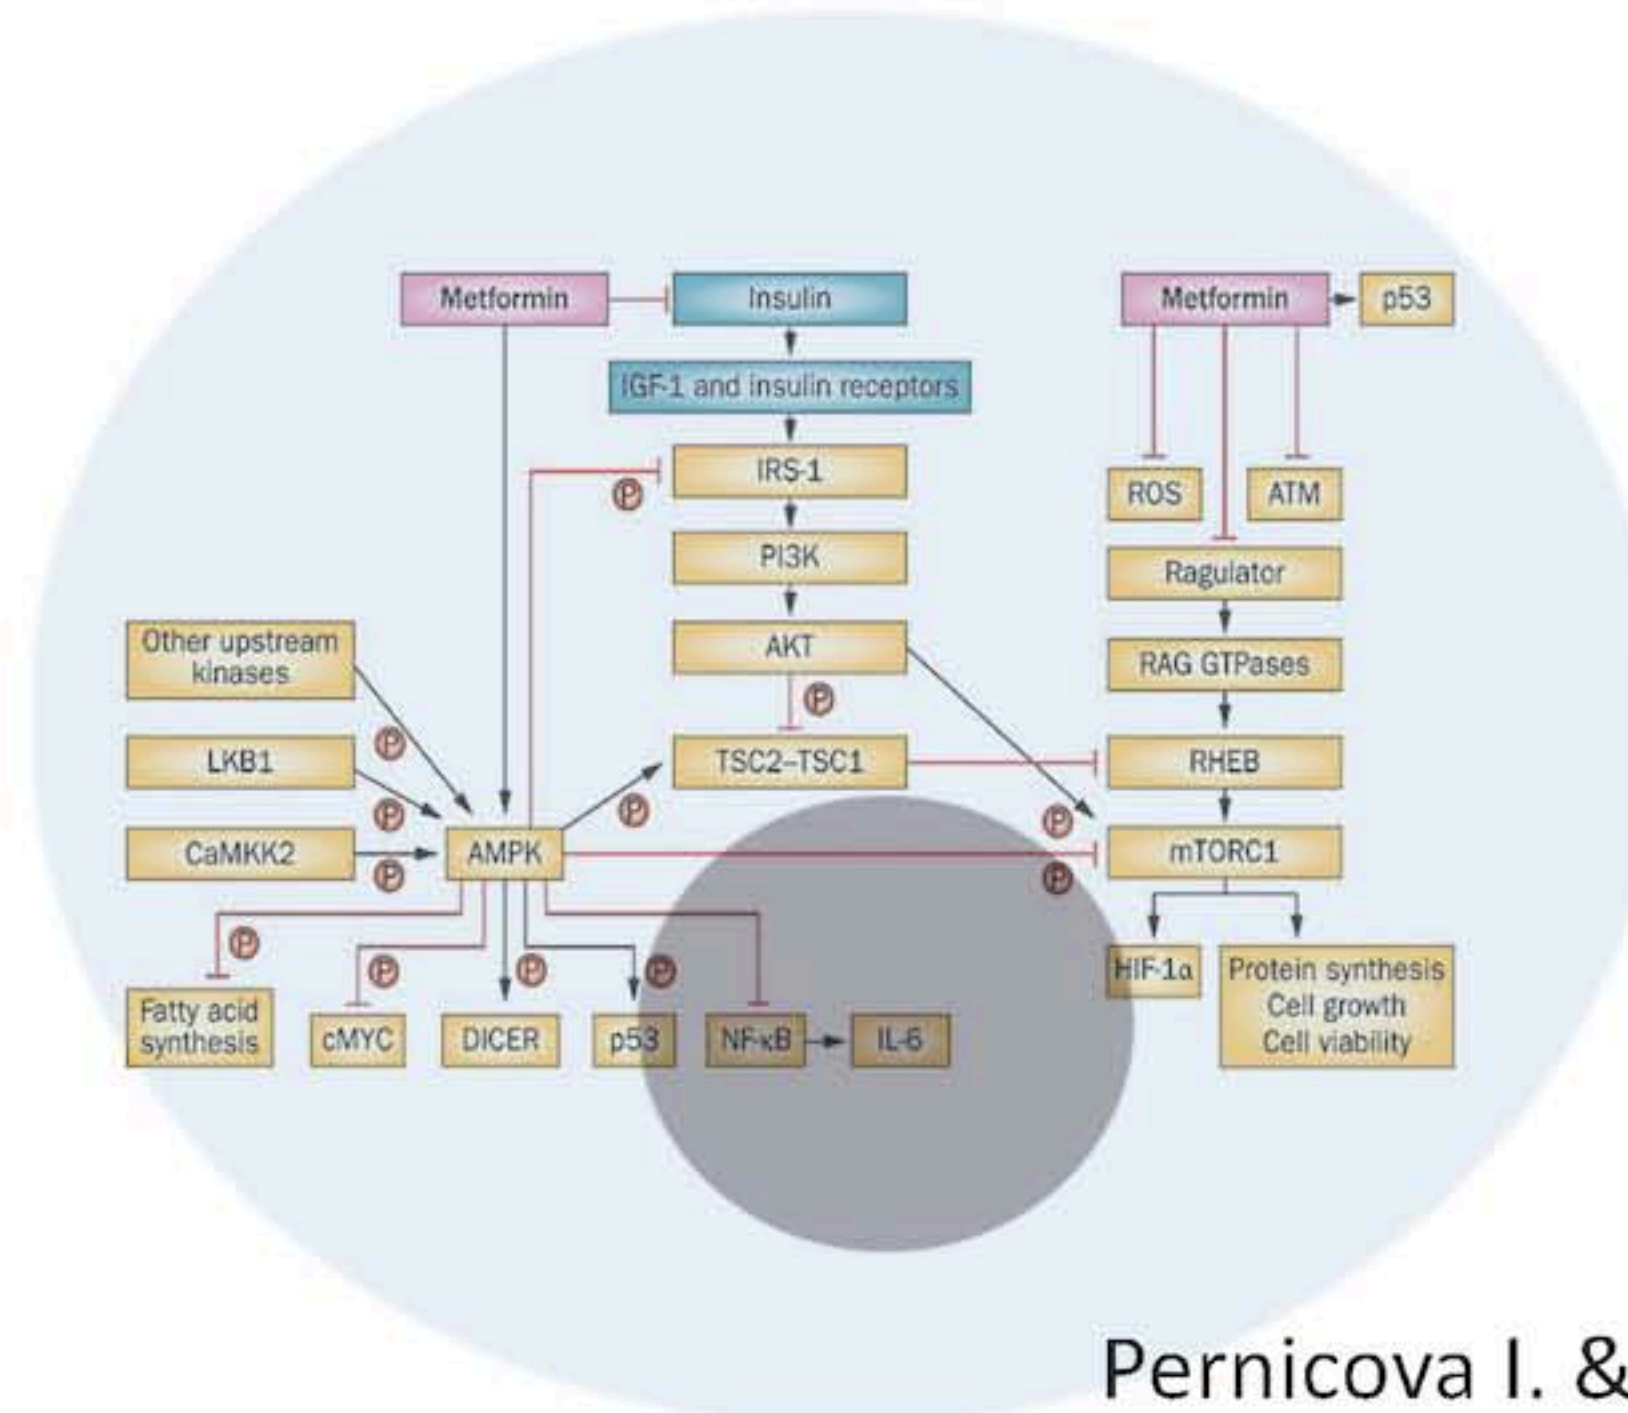 Metformin
Insulin
Metformin
p53
IGF-1 and insulin receptors
IRS-1
P
ROS
ATM
PI3K
Ragulator
Other upstream
kinases
AKT
RAG GTPases
P
P
LKB1
TSC2–TSC1
RHEB
P
P
P
CaMKK2
AMPK
mTORC1
P
P
P
P
P
P
HIF-1α
Protein synthesis
Cell growth
Cell viability
Fatty acid
synthesis
cMYC
DICER
p53
NF-κB
IL-6
Pernicova I. &